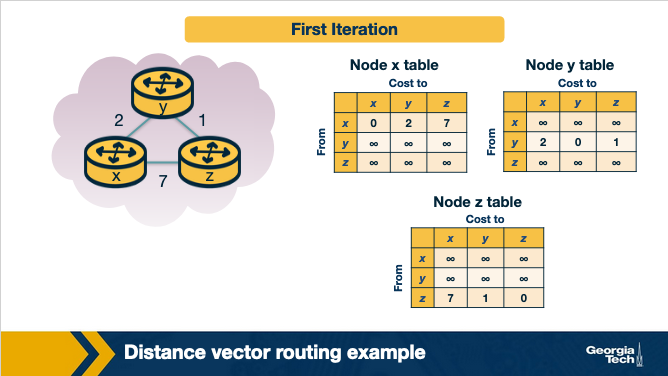 First Iteration
y
2
1
x
z
7
Node x table
Cost to
From
x y z
x 0 2 7
y ∞ ∞ ∞
z ∞ ∞ ∞
Node y table
Cost to
From
x y z
x ∞ ∞ ∞
y 2 0 1
z ∞ ∞ ∞
Node z table
Cost to
From
x y z
x ∞ ∞ ∞
y ∞ ∞ ∞
z 7 1 0
Distance vector routing example
Georgia
Tech